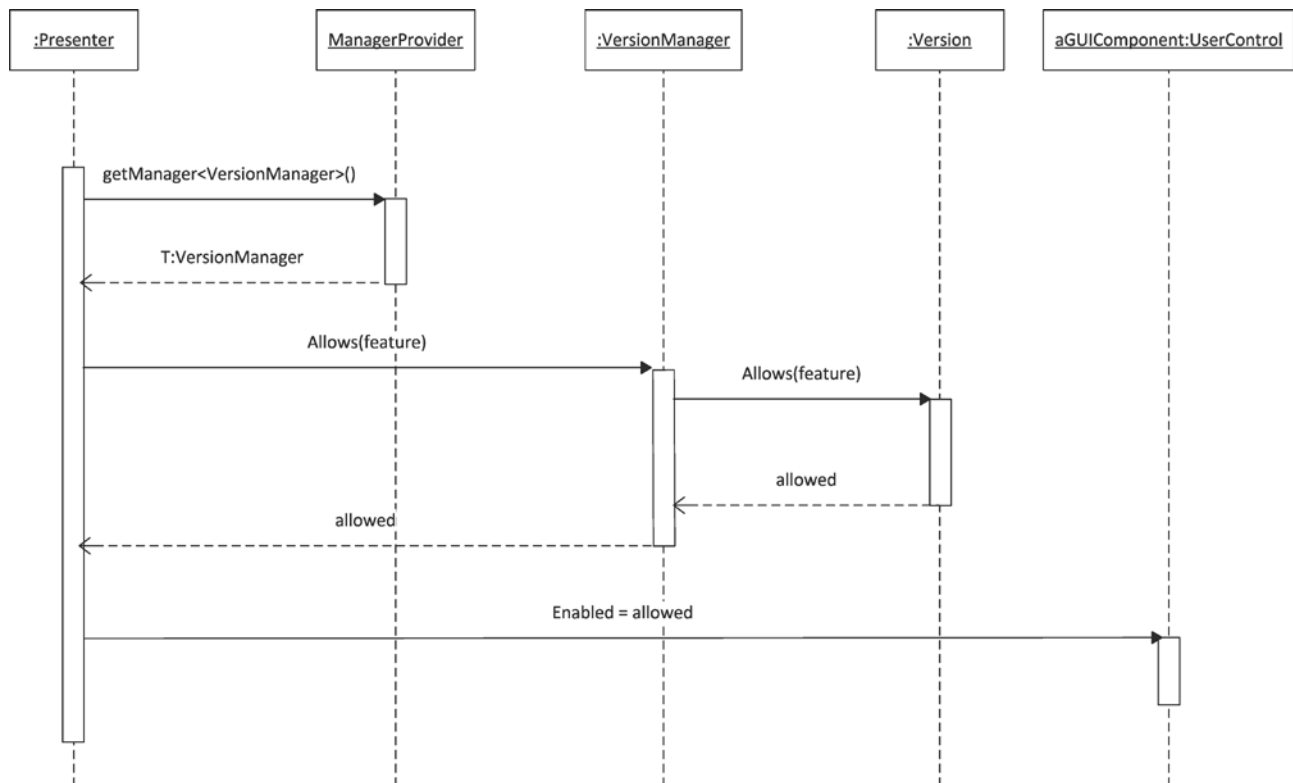 :Presenter
ManagerProvider
:VersionManager
:Version
aGUIComponent:UserControl
getManager<VersionManager>()
T:VersionManager
Allows(feature)
Allows(feature)
allowed
allowed
Enabled = allowed